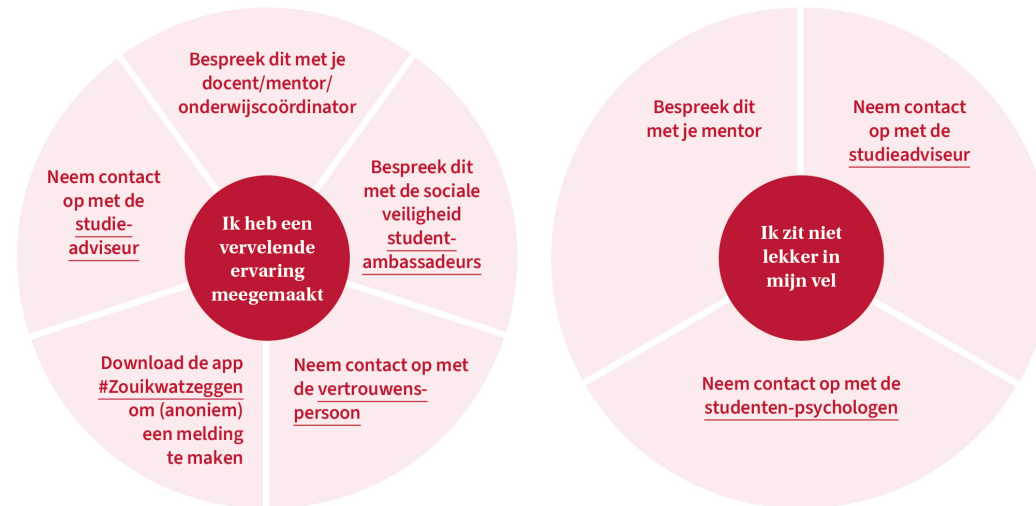 Bespreek dit met je
docent/mentor/
onderwijscoördinator
Neem contact
op met de
studie-
adviseur
Bespreek dit
met de sociale
veiligheid
student-
ambassadeurs
Ik heb een
vervelende
ervaring
meegemaakt
Download de app
#Zouikwatzeggen
om (anoniem)
een melding
te maken
Neem contact op met
de vertrouwens-
persoon
Bespreek dit
met je mentor
Neem contact
op met de
studieadviseur
Ik zit niet
lekker in
mijn vel
Neem contact op met de
studenten-psychologen